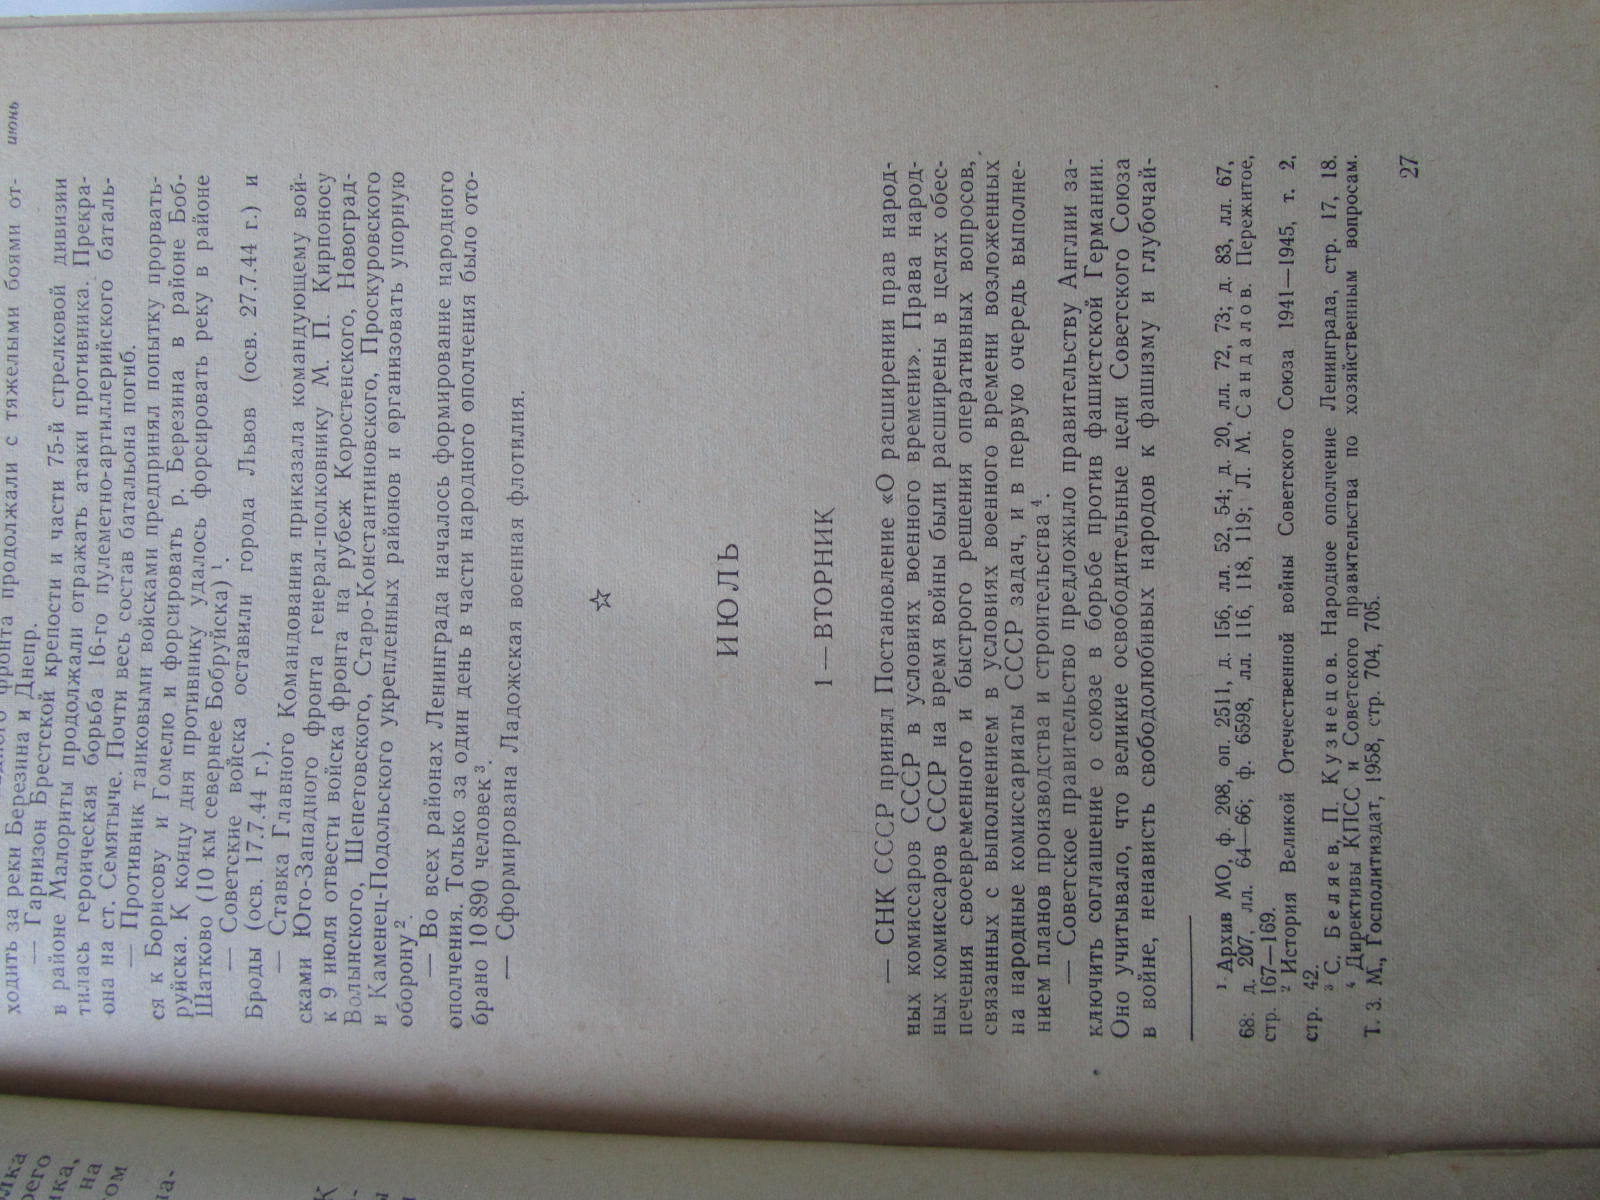 июнь
фронта продолжали с тяжелыми боями от-
ходить за реки Березина и Днепр.
— Гарнизон Брестской крепости и части 75-й стрелковой дивизии
в районе Малориты продолжали отражать атаки противника. Прекра-
тилась героическая борьба 16-го пулеметно-артиллерийского баталь-
она на ст. Семятыче. Почти весь состав батальона погиб.
— Противник танковыми войсками предпринял попытку прорвать-
ся к Борисову и Гомелю и форсировать р. Березина в районе Боб-
руйска. К концу дня противнику удалось форсировать реку в районе
Шатково (10 км севернее Бобруйска) ¹.
— Советские войска оставили города Львов (осв. 27.7.44 г.) и
Броды (осв. 17.7.44 г.).
— Ставка Главного Командования приказала командующему вой-
сками Юго-Западного фронта генерал-полковнику М. П. Кирпоносу
к 9 июля отвести войска фронта на рубеж Коростенского, Новоград-
Волынского, Шепетовского, Старо-Константиновского, Проскуровского
и Каменец-Подольского укрепленных районов и организовать упорную
оборону ².
— Во всех районах Ленинграда началось формирование народного
ополчения. Только за один день в части народного ополчения было ото-
брано 10 890 человек ³.
— Сформирована Ладожская военная флотилия.
☆
ИЮЛЬ
1 — ВТОРНИК
— СНК СССР принял Постановление «О расширении прав народ-
ных комиссаров СССР в условиях военного времени». Права народ-
ных комиссаров СССР на время войны были расширены в целях обес-
печения своевременного и быстрого решения оперативных вопросов,
связанных с выполнением в условиях военного времени возложенных
на народные комиссариаты СССР задач, и в первую очередь выполне-
нием планов производства и строительства ⁴.
— Советское правительство предложило правительству Англии за-
ключить соглашение о союзе в борьбе против фашистской Германии.
Оно учитывало, что великие освободительные цели Советского Союза
в войне, ненависть свободолюбивых народов к фашизму и глубочай-
¹ Архив МО, ф. 208, оп. 2511, д. 156, лл. 52, 54; д. 20, лл. 72, 73; д. 83, лл. 67,
68: д. 207, лл. 64—66; ф. 6598, лл. 116, 118, 119; Л. М. Сандалов. Пережитое,
стр. 167—169.
² История Великой Отечественной войны Советского Союза 1941—1945, т. 2,
стр. 42.
³ С. Беляев, П. Кузнецов. Народное ополчение Ленинграда, стр. 17, 18.
⁴ Директивы КПСС и Советского правительства по хозяйственным вопросам.
Т. 3. М., Госполитиздат, 1958, стр. 704, 705.
27